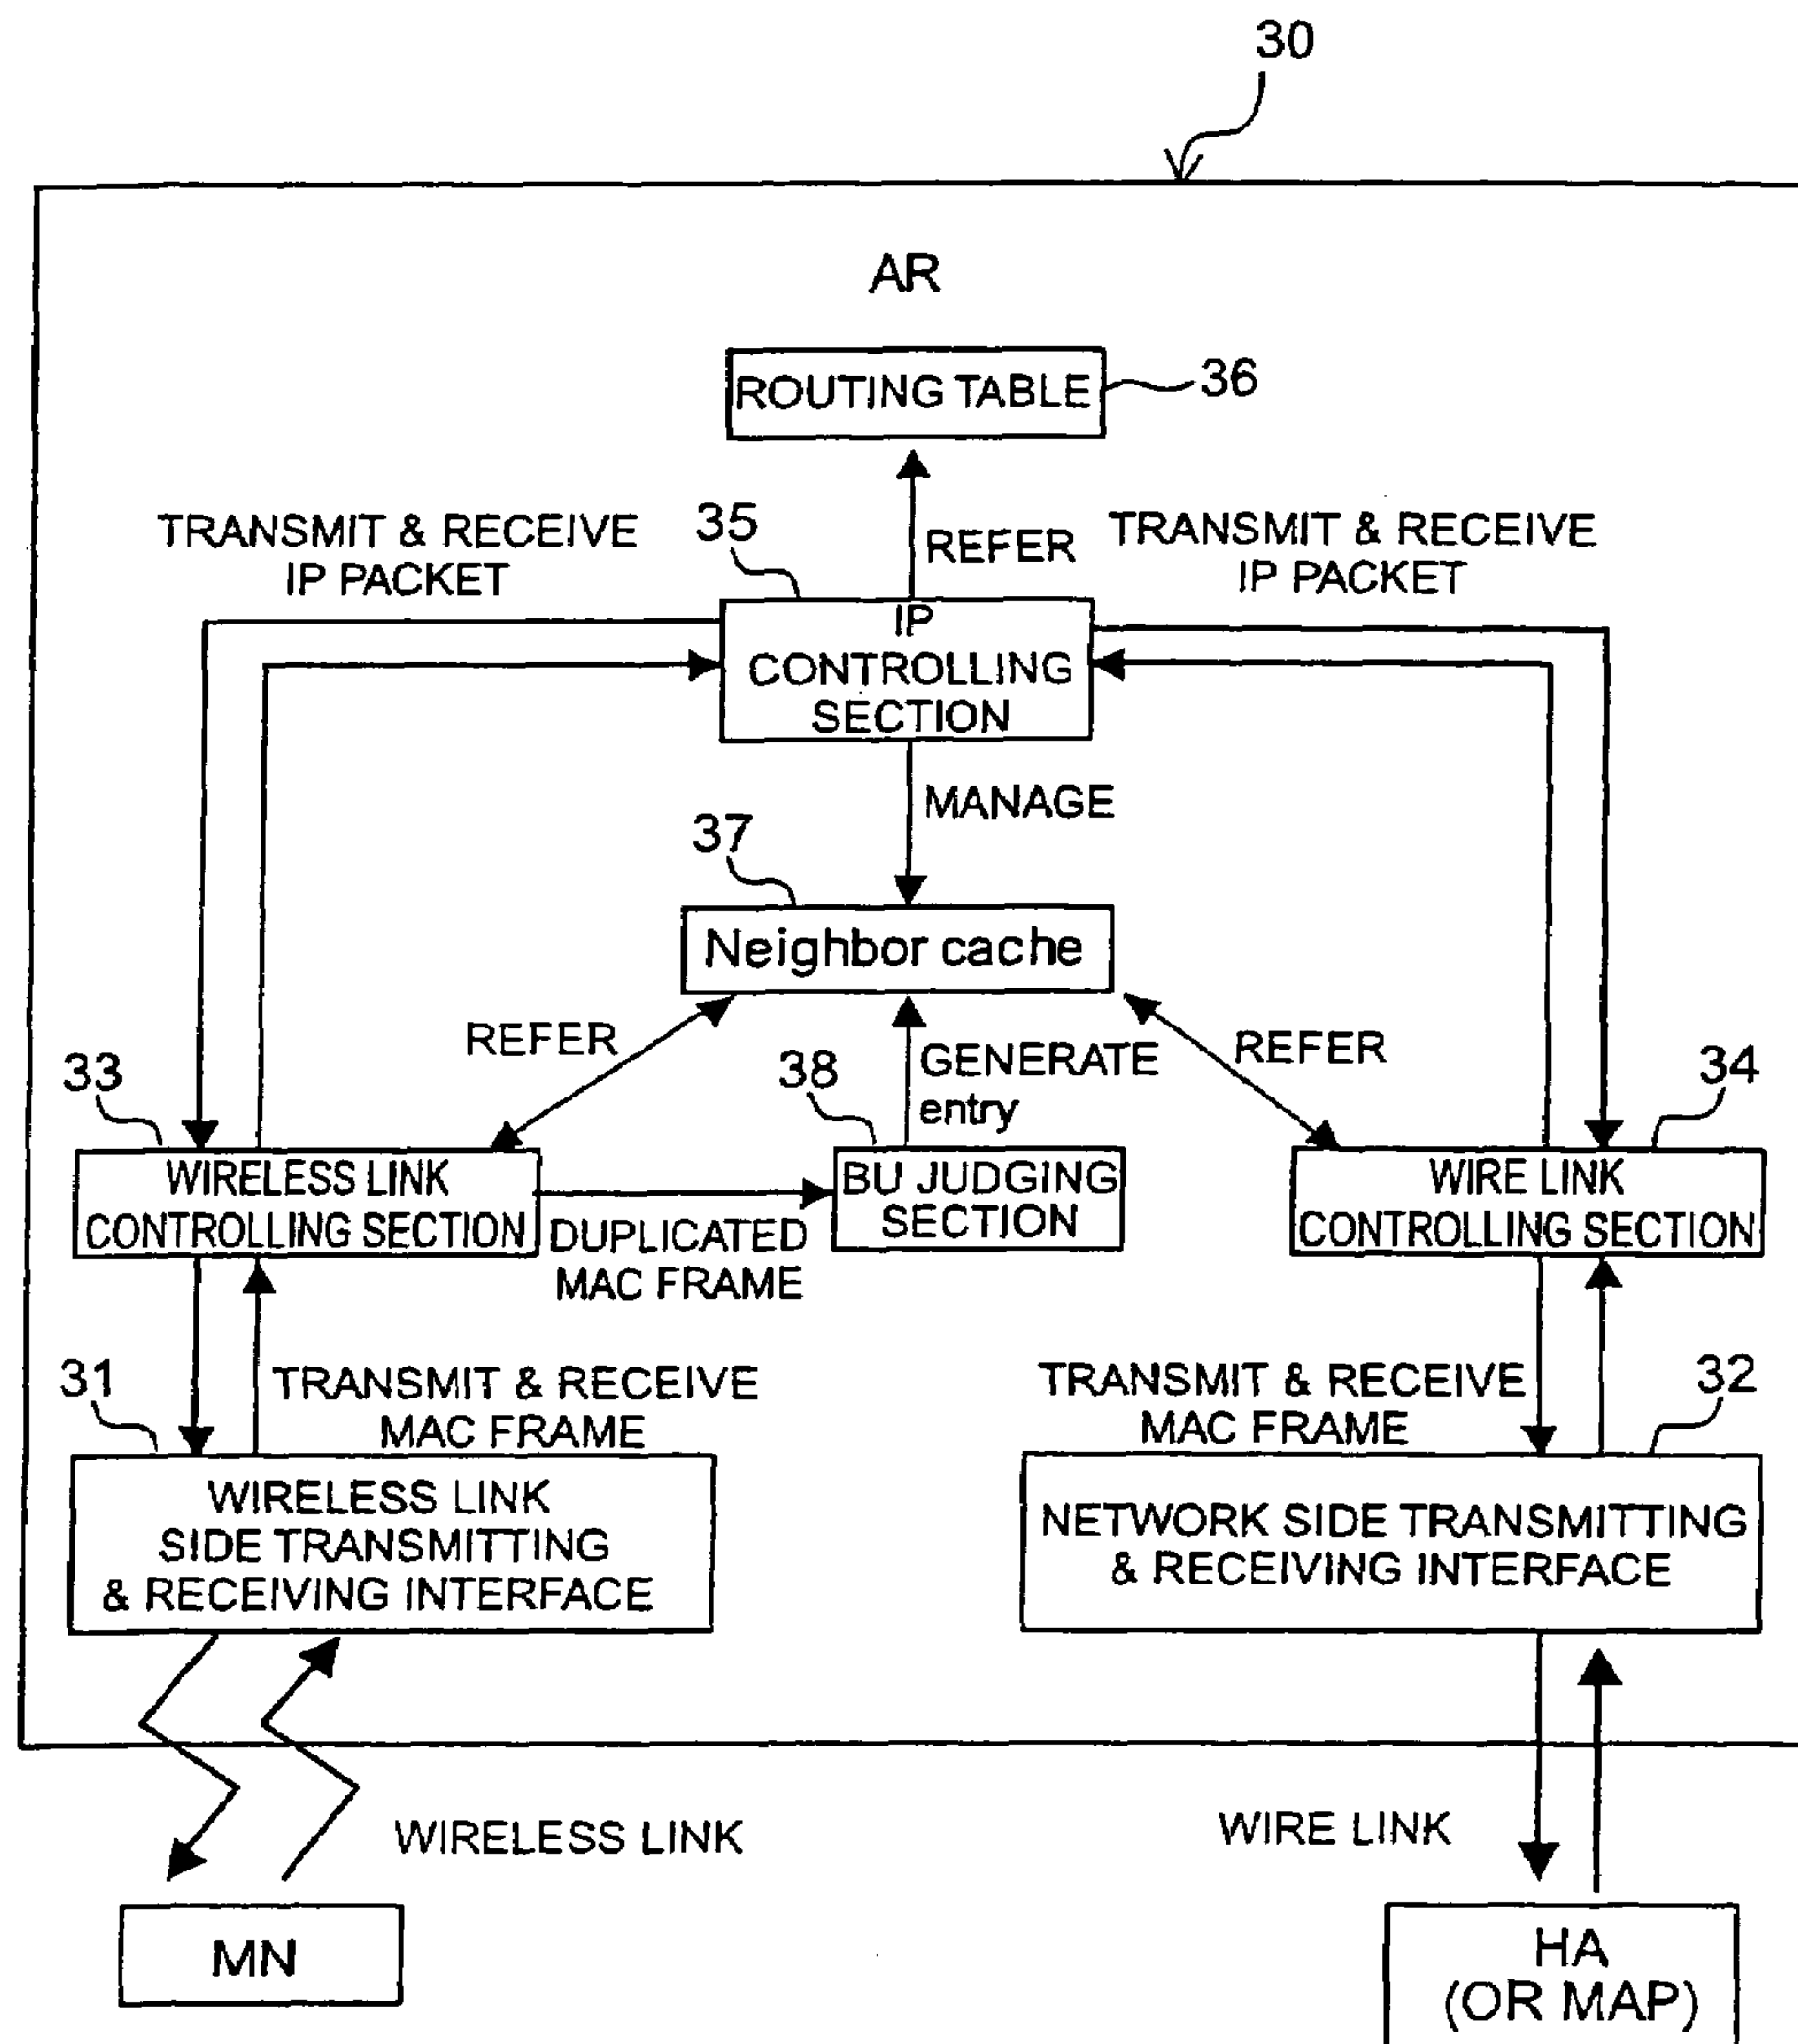 30
AR
ROUTING TABLE
36
TRANSMIT & RECEIVE
IP PACKET
35
REFER
TRANSMIT & RECEIVE
IP PACKET
IP
CONTROLLING
SECTION
MANAGE
37
Neighbor cache
REFER
GENERATE
entry
REFER
33
38
34
WIRELESS LINK
CONTROLLING SECTION
DUPLICATED
MAC FRAME
BU JUDGING
SECTION
WIRE LINK
CONTROLLING SECTION
31
TRANSMIT & RECEIVE
MAC FRAME
TRANSMIT & RECEIVE
MAC FRAME
32
WIRELESS LINK
SIDE TRANSMITTING
& RECEIVING INTERFACE
NETWORK SIDE TRANSMITTING
& RECEIVING INTERFACE
WIRELESS LINK
WIRE LINK
MN
HA
(OR MAP)